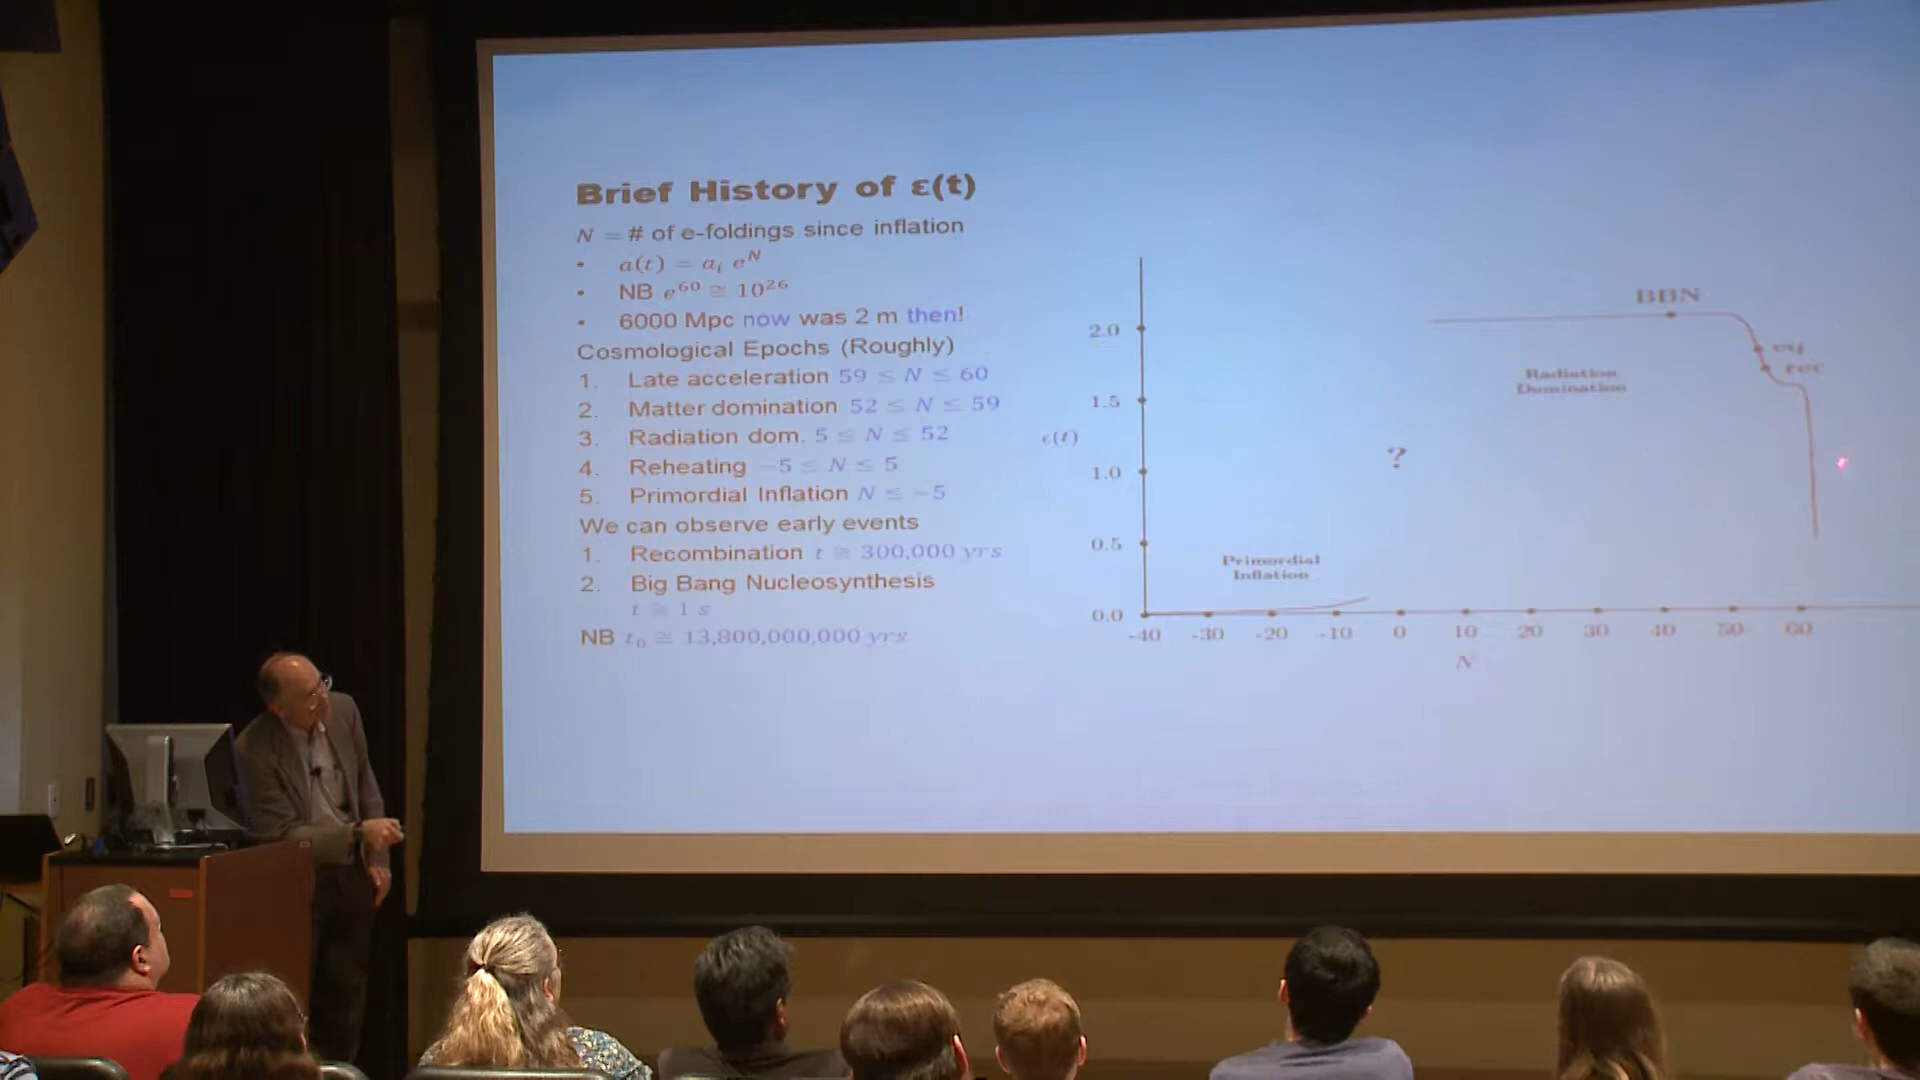 Brief History of ε(t)
N = # of e-foldings since inflation
• a(t) = aᵢ e^N
• NB e^60 ≅ 10^26
• 6000 Mpc now was 2 m then!
Cosmological Epochs (Roughly)
1. Late acceleration 59 ≤ N ≤ 60
2. Matter domination 52 ≤ N ≤ 59
3. Radiation dom. 5 ≤ N ≤ 52
4. Reheating −5 ≤ N ≤ 5
5. Primordial Inflation N ≤ −5
We can observe early events
1. Recombination t ≅ 300,000 yrs
2. Big Bang Nucleosynthesis
t ≅ 1 s
NB t₀ ≅ 13,800,000,000 yrs
BBN
2.0
eq
rec
Radiation
Domination
1.5
ϵ(t)
?
1.0
0.5
Primordial
Inflation
0.0
-40 -30 -20 -10 0 10 20 30 40 50 60
N